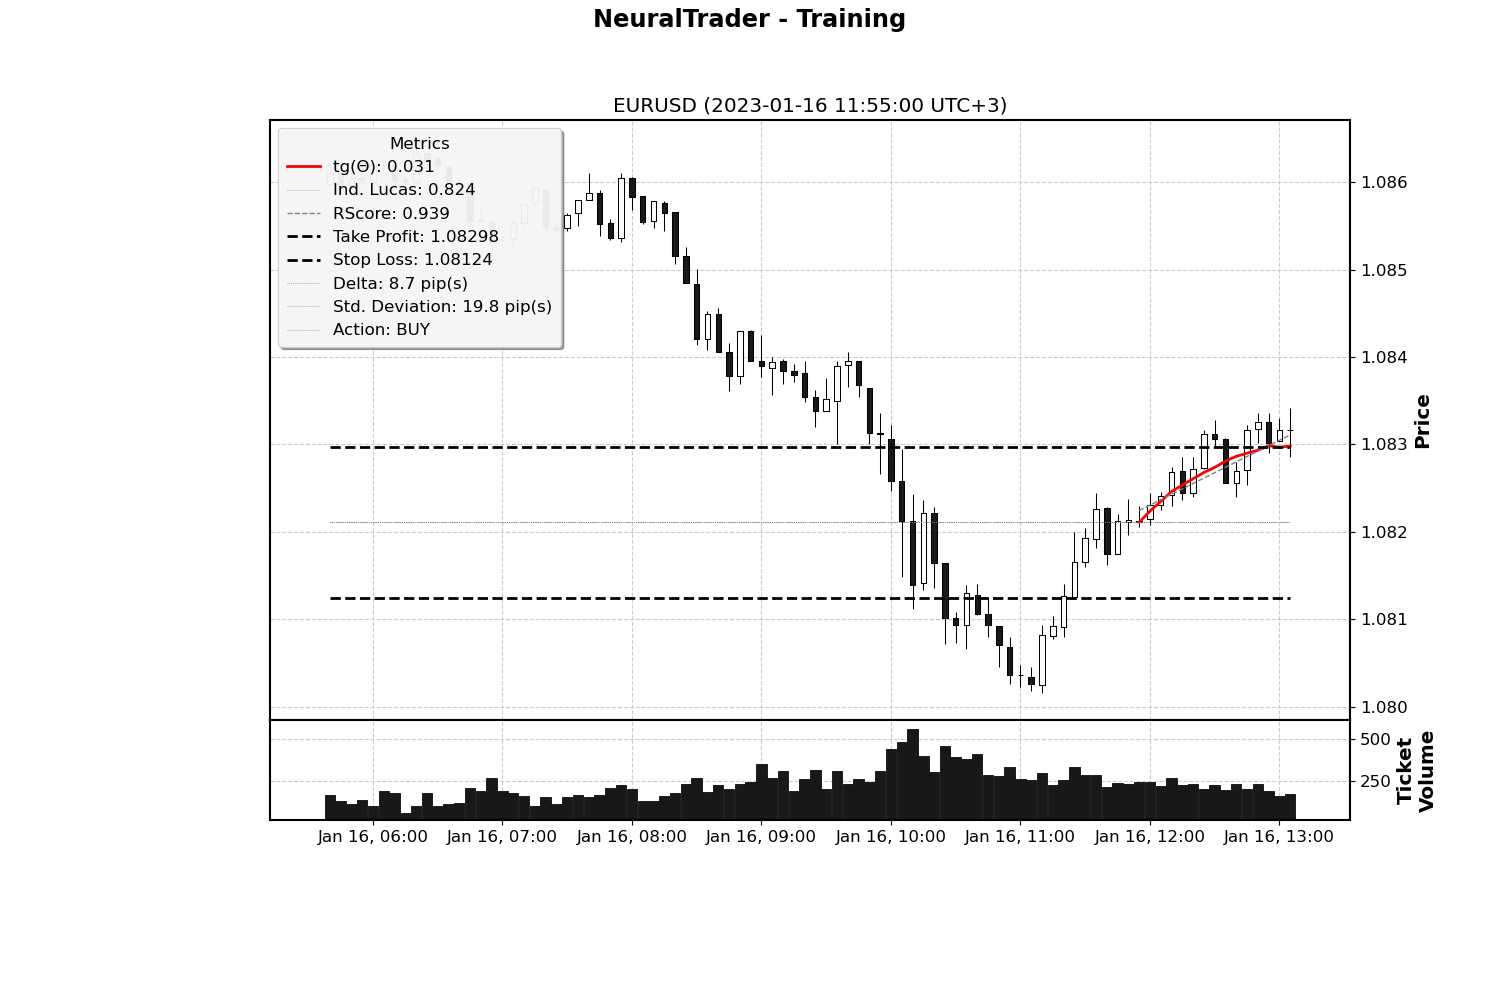 NeuralTrader - Training
EURUSD (2023-01-16 11:55:00 UTC+3)
Metrics
tg(Θ): 0.031
Ind. Lucas: 0.824
RScore: 0.939
Take Profit: 1.08298
Stop Loss: 1.08124
Delta: 8.7 pip(s)
Std. Deviation: 19.8 pip(s)
Action: BUY
1.086
1.085
1.084
1.083
1.082
1.081
1.080
Price
500
250
Ticket
Volume
Jan 16, 06:00
Jan 16, 07:00
Jan 16, 08:00
Jan 16, 09:00
Jan 16, 10:00
Jan 16, 11:00
Jan 16, 12:00
Jan 16, 13:00